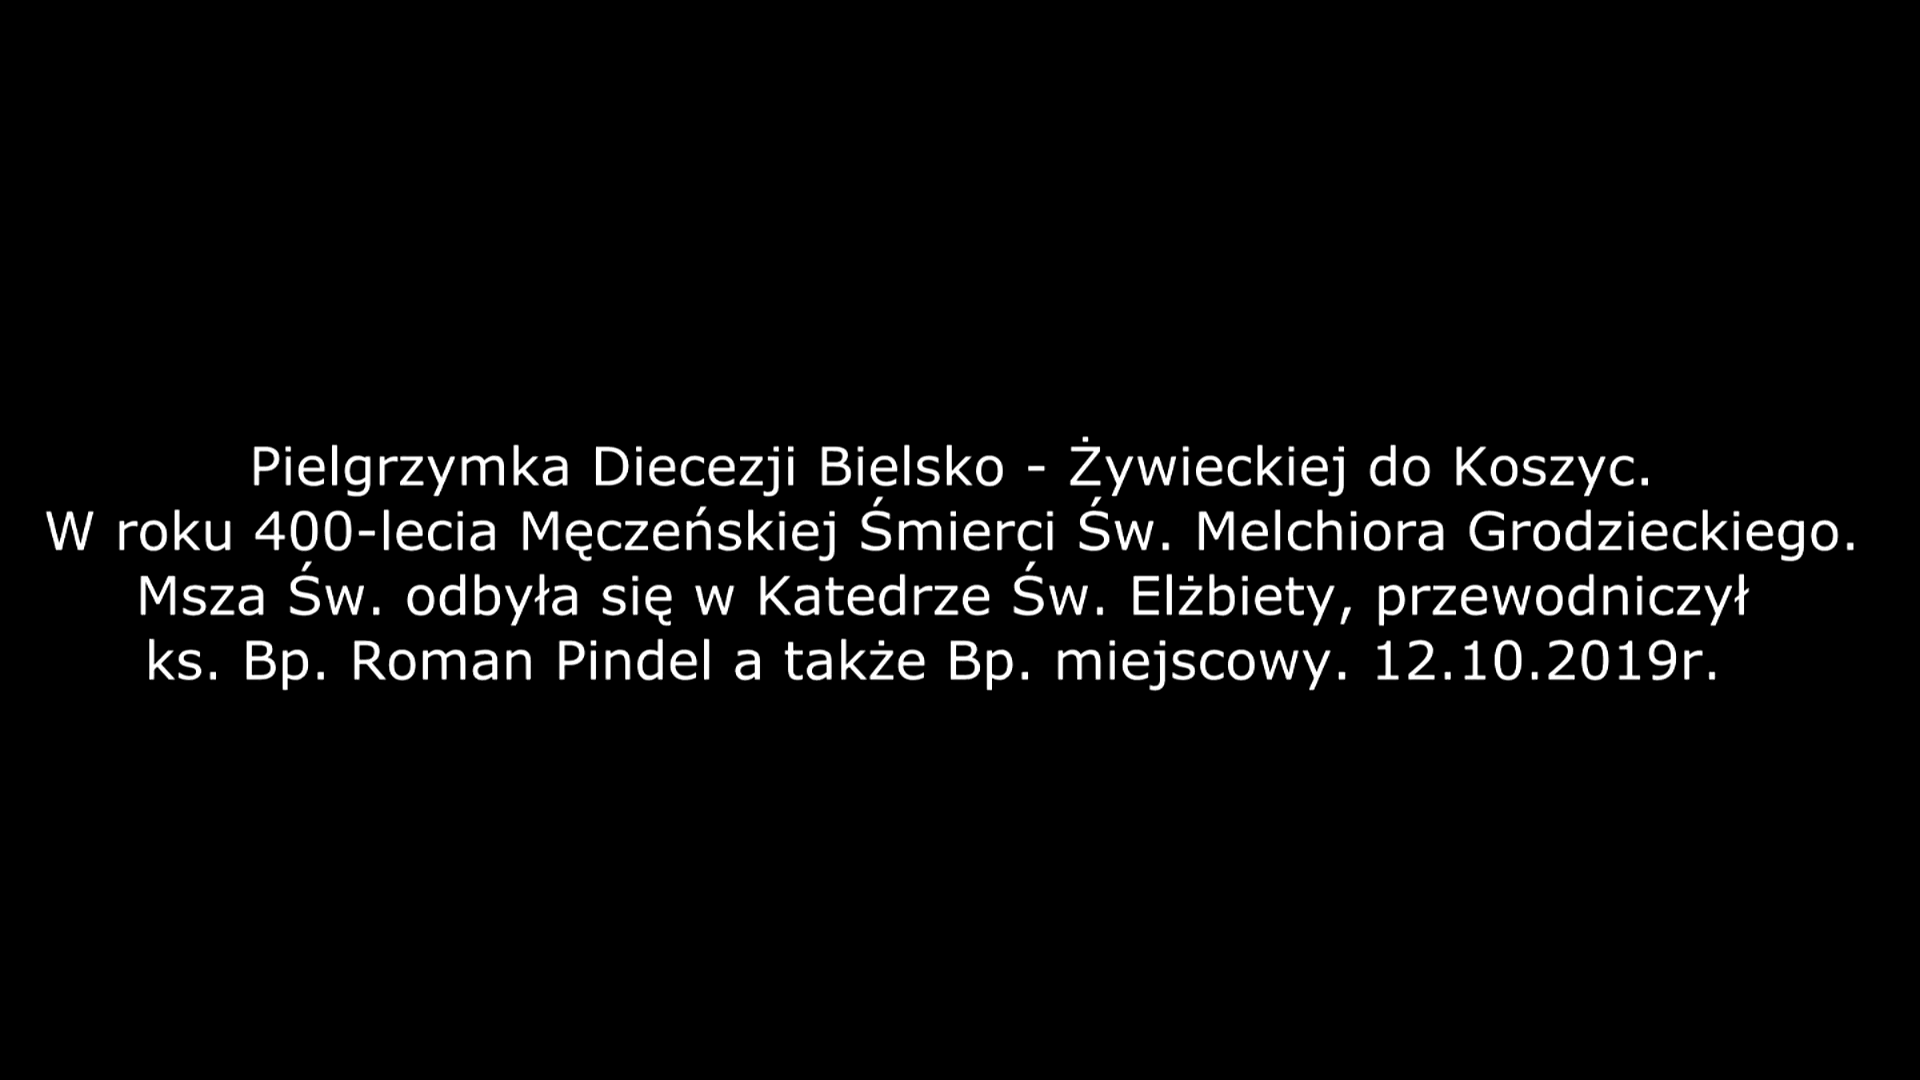 Pielgrzymka Diecezji Bielsko - Żywieckiej do Koszyc.
W roku 400-lecia Męczeńskiej Śmierci Św. Melchiora Grodzieckiego.
Msza Św. odbyła się w Katedrze Św. Elżbiety, przewodniczył
ks. Bp. Roman Pindel a także Bp. miejscowy. 12.10.2019r.